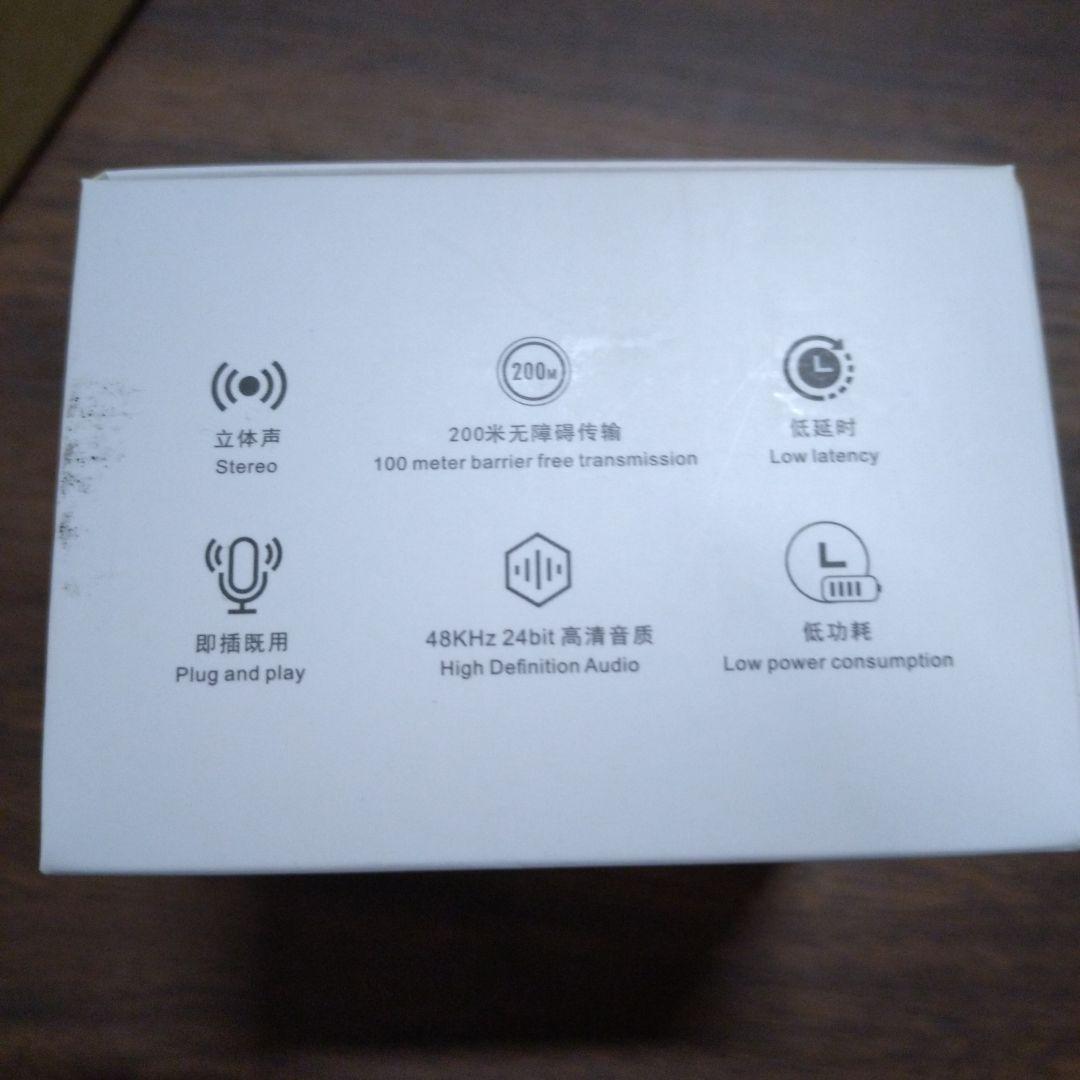 200M
立体声
Stereo
200米无障碍传输
100 meter barrier free transmission
低延时
Low latency
即插既用
Plug and play
48KHz 24bit 高清音质
High Definition Audio
低功耗
Low power consumption